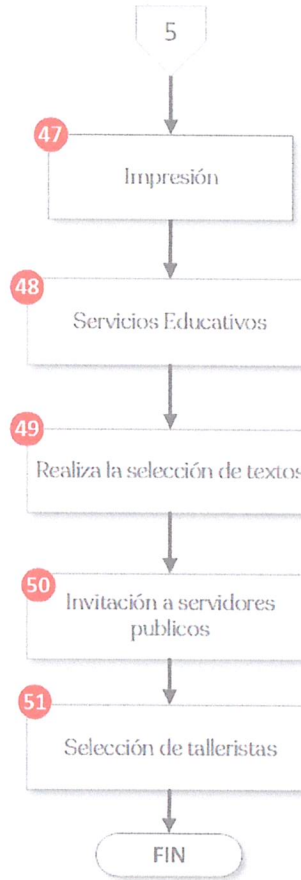 5
47
Impresión
48
Servicios Educativos
49
Realiza la selección de textos
50
Invitación a servidores
publicos
51
Selección de talleristas
FIN